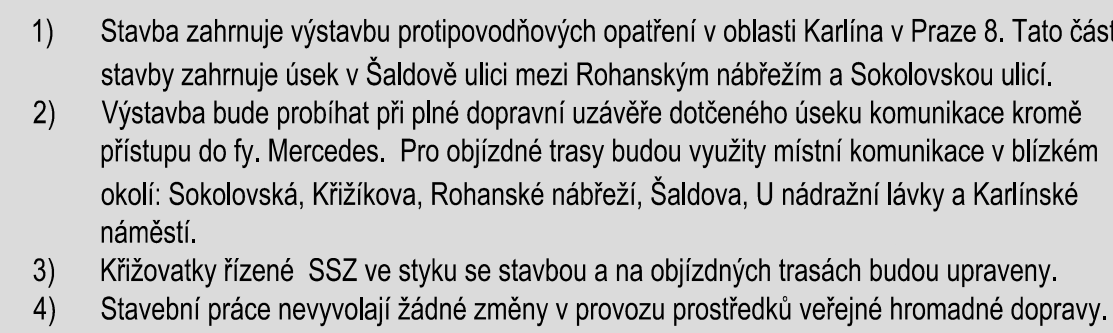 1) Stavba zahrnuje výstavbu protipovodňových opatření v oblasti Karlína v Praze 8. Tato část
stavby zahrnuje úsek v Šaldově ulici mezi Rohanským nábřežím a Sokolovskou ulicí.
2) Výstavba bude probíhat při plné dopravní uzávěře dotčeného úseku komunikace kromě
přístupu do fy. Mercedes. Pro objízdné trasy budou využity místní komunikace v blízkém
okolí: Sokolovská, Křižíkova, Rohanské nábřeží, Šaldova, U nádražní lávky a Karlínské
náměstí.
3) Křižovatky řízené SSZ ve styku se stavbou a na objízdných trasách budou upraveny.
4) Stavební práce nevyvolají žádné změny v provozu prostředků veřejné hromadné dopravy.